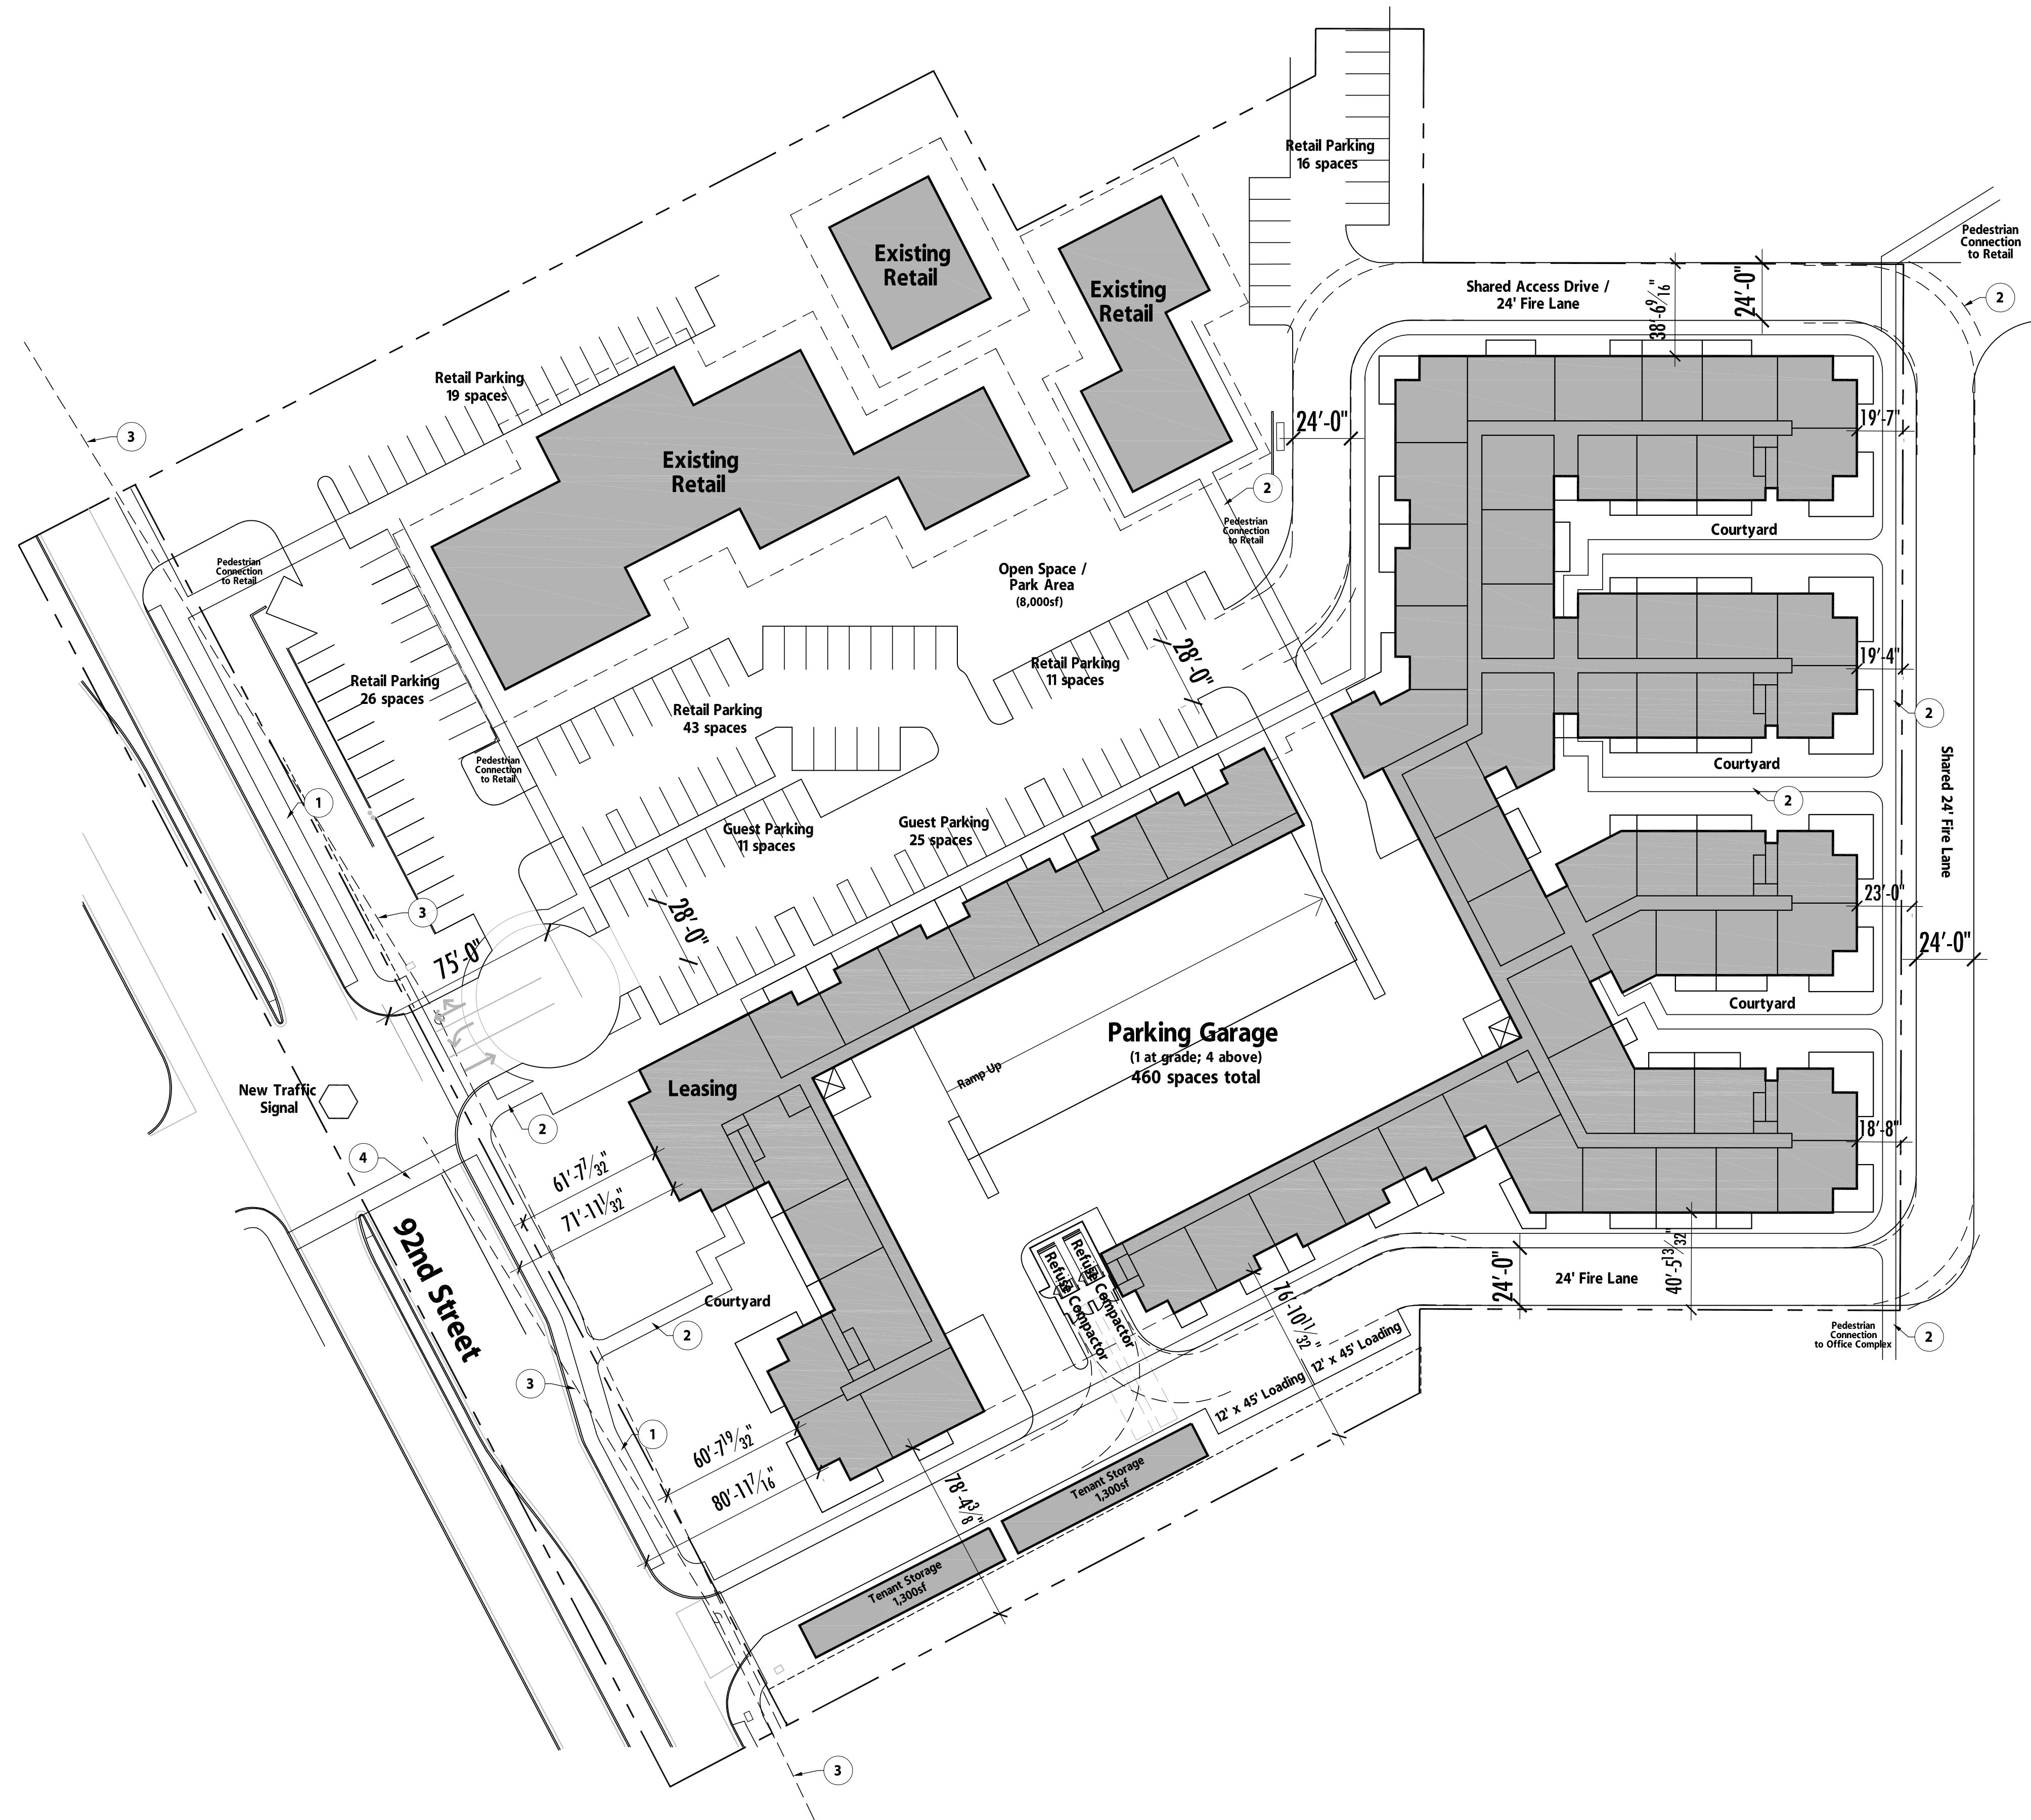 Retail Parking
16 spaces
Pedestrian
Connection
to Retail
Existing
Retail
Existing
Retail
Shared Access Drive /
24' Fire Lane
38'-6 9/16"
24'-0"
2
Retail Parking
19 spaces
3
24'-0"
19'-7"
Existing
Retail
2
Pedestrian
Connection
to Retail
Courtyard
Pedestrian
Connection
to Retail
Open Space /
Park Area
(8,000sf)
Retail Parking
26 spaces
Retail Parking
11 spaces
28'-0"
19'-4"
Retail Parking
43 spaces
2
Pedestrian
Connection
to Retail
Courtyard
1
2
Guest Parking
11 spaces
Guest Parking
25 spaces
Shared 24' Fire Lane
3
28'-0"
23'-0"
75'-0"
24'-0"
Courtyard
Parking Garage
(1 at grade; 4 above)
460 spaces total
Ramp Up
Leasing
New Traffic
Signal
2
18'-8"
4
61'-7 7/32"
71'-11 11/32"
92nd Street
Refuse Compactor
Refuse Compactor
24'-0"
24' Fire Lane
40'-5 13/32"
Courtyard
2
76'-10 11/32"
12' x 45' Loading
12' x 45' Loading
Pedestrian
Connection
to Office Complex
2
3
1
60'-7 19/32"
80'-11 7/16"
78'-4 3/8"
Tenant Storage
1,300sf
Tenant Storage
1,300sf
3